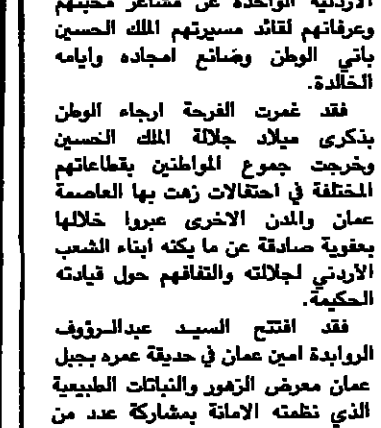 الاردنية الواحدة عن مشاعر محبتهم
وعرفانهم لقائد مسيرتهم الملك الحسين
باني الوطن وصانع امجاده وايامه
الخالدة.
فقد غمرت الفرحة ارجاء الوطن
بذكرى ميلاد جلالة الملك الحسين
وخرجت جموع المواطنين بقطاعاتهم
المختلفة في احتفالات زهت بها العاصمة
عمان والمدن الاخرى عبروا خلالها
بعفوية صادقة عن ما يكنه ابناء الشعب
الأردني لجلالته والتفافهم حول قيادته
الحكيمة.
فقد افتتح السيد عبدالرؤوف
الروابدة امين عمان في حديقة عمره بجبل
عمان معرض الزهور والنباتات الطبيعية
الذي نظمته الامانة بمشاركة عدد من